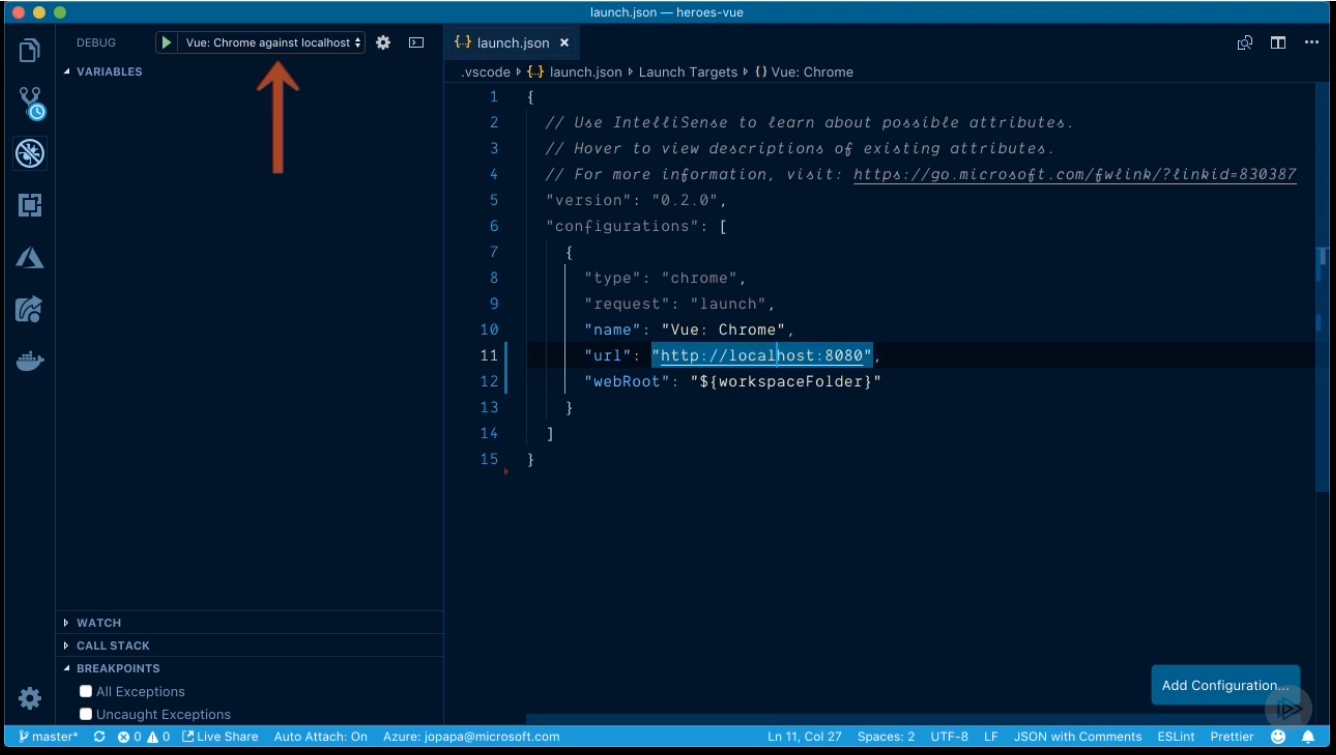 launch.json — heroes-vue
DEBUG
Vue: Chrome against localhost
{..} launch.json ×
VARIABLES
.vscode {..} launch.json Launch Targets {} Vue: Chrome
1 {
2 // Use IntelliSense to learn about possible attributes.
3 // Hover to view descriptions of existing attributes.
4 // For more information, visit: https://go.microsoft.com/fwlink/?linkid=830387
5 "version": "0.2.0",
6 "configurations": [
7 {
8 "type": "chrome",
9 "request": "launch",
10 "name": "Vue: Chrome",
11 "url": "http://localhost:8080",
12 "webRoot": "${workspaceFolder}"
13 }
14 ]
15 }
WATCH
CALL STACK
BREAKPOINTS
All Exceptions
Uncaught Exceptions
Add Configuration...
master* 0 0 Live Share Auto Attach: On Azure: jopapa@microsoft.com Ln 11, Col 27 Spaces: 2 UTF-8 LF JSON with Comments ESLint Prettier